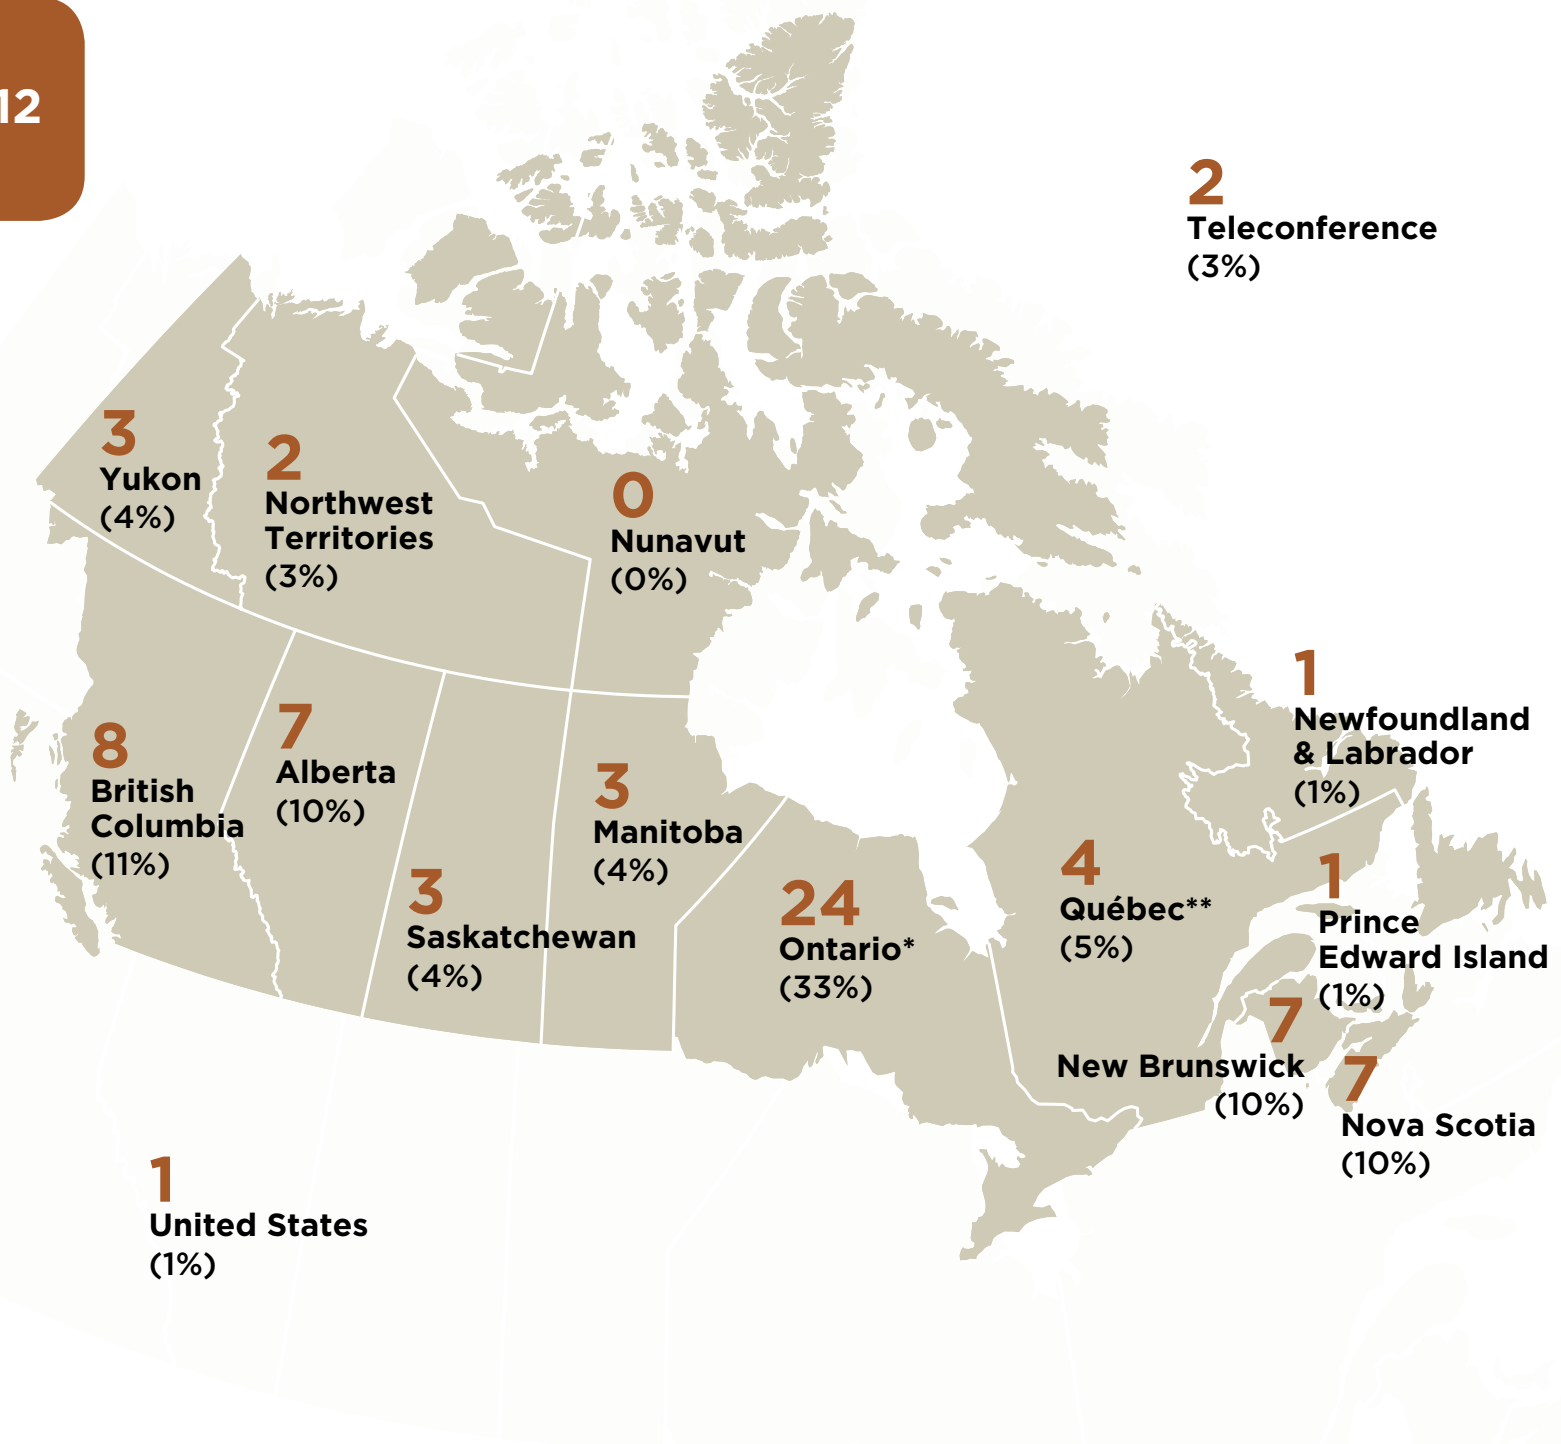 12
2
Teleconference
(3%)
3
Yukon
(4%)
2
Northwest
Territories
(3%)
0
Nunavut
(0%)
1
Newfoundland
& Labrador
(1%)
8
British
Columbia
(11%)
7
Alberta
(10%)
3
Manitoba
(4%)
3
Saskatchewan
(4%)
24
Ontario*
(33%)
4
Québec**
(5%)
1
Prince
Edward Island
(1%)
7
New Brunswick
(10%)
7
Nova Scotia
(10%)
1
United States
(1%)